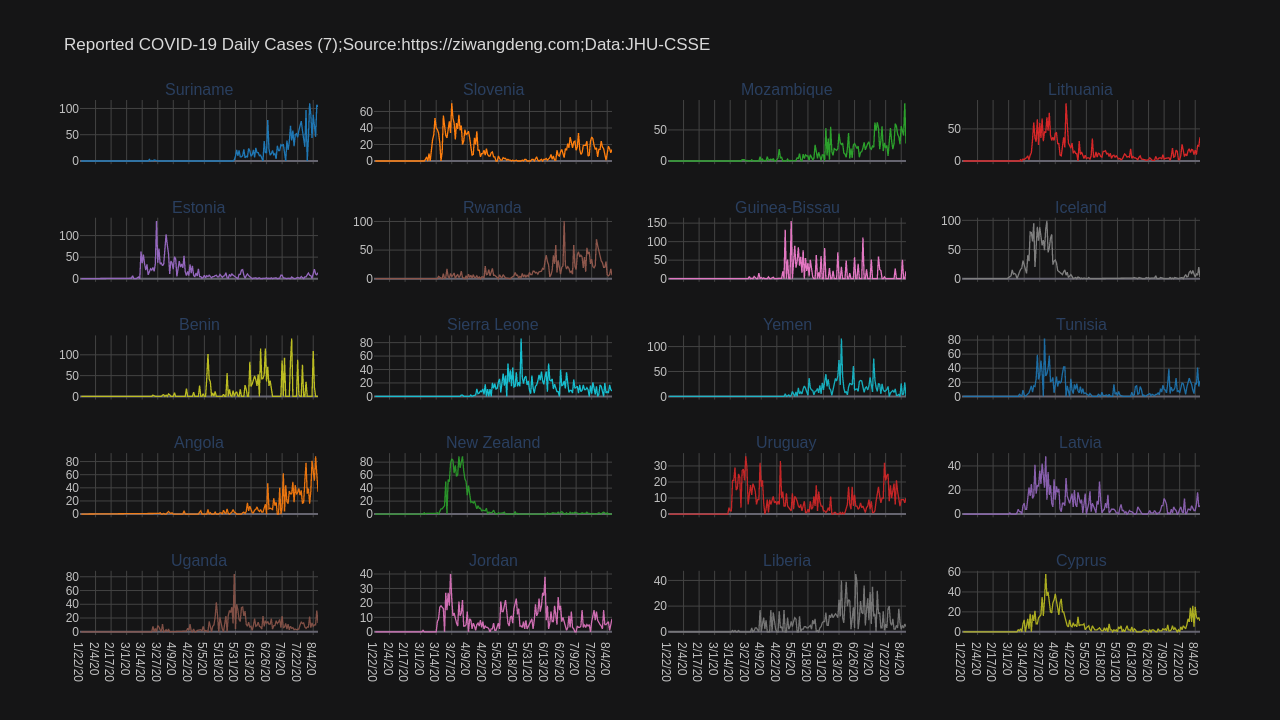 Reported COVID-19 Daily Cases (7);Source:https://ziwangdeng.com;Data:JHU-CSSE
Suriname Slovenia Mozambique Lithuania
100 50 0 60 40 20 0 50 0 50 0
Estonia Rwanda Guinea-Bissau Iceland
100 50 0 100 50 0 150 100 50 0 100 50 0
Benin Sierra Leone Yemen Tunisia
100 50 0 80 60 40 20 0 100 50 0 80 60 40 20 0
Angola New Zealand Uruguay Latvia
80 60 40 20 0 80 60 40 20 0 30 20 10 0 40 20 0
Uganda Jordan Liberia Cyprus
80 60 40 20 0 40 30 20 10 0 40 20 0 60 40 20 0
1/22/20 2/4/20 2/17/20 3/1/20 3/14/20 3/27/20 4/9/20 4/22/20 5/5/20 5/18/20 5/31/20 6/13/20 6/26/20 7/9/20 7/22/20 8/4/20 1/22/20 2/4/20 2/17/20 3/1/20 3/14/20 3/27/20 4/9/20 4/22/20 5/5/20 5/18/20 5/31/20 6/13/20 6/26/20 7/9/20 7/22/20 8/4/20 1/22/20 2/4/20 2/17/20 3/1/20 3/14/20 3/27/20 4/9/20 4/22/20 5/5/20 5/18/20 5/31/20 6/13/20 6/26/20 7/9/20 7/22/20 8/4/20 1/22/20 2/4/20 2/17/20 3/1/20 3/14/20 3/27/20 4/9/20 4/22/20 5/5/20 5/18/20 5/31/20 6/13/20 6/26/20 7/9/20 7/22/20 8/4/20